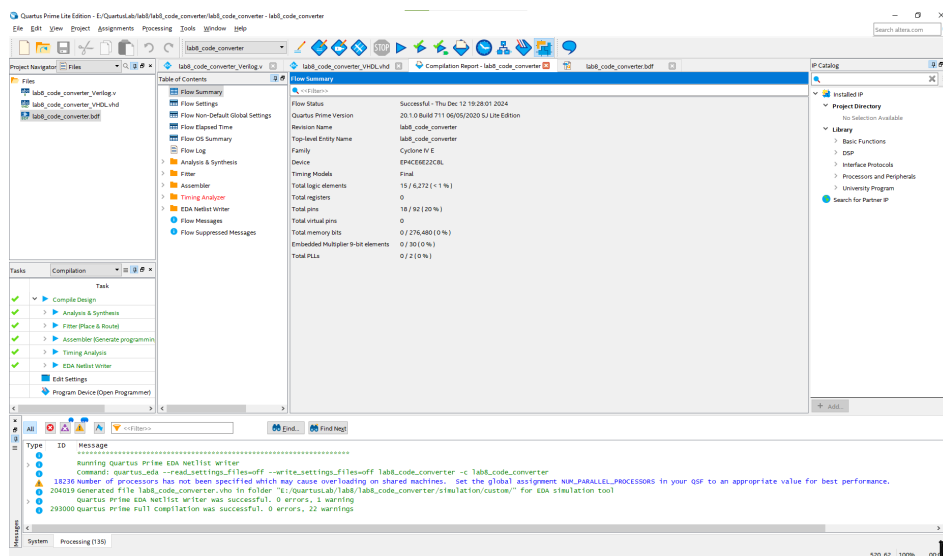 Quartus Prime Lite Edition - E:/QuartusLab/lab8/lab8_code_converter/lab8_code_converter - lab8_code_converter
File Edit View Project Assignments Processing Tools Window Help
Search altera.com
lab8_code_converter
Project Navigator Files
Files
lab8_code_converter_Verilog.v
lab8_code_converter_VHDL.vhd
lab8_code_converter.bdf
Tasks Compilation
Task
Compile Design
Analysis & Synthesis
Fitter (Place & Route)
Assembler (Generate programmin
Timing Analysis
EDA Netlist Writer
Edit Settings
Program Device (Open Programmer)
lab8_code_converter_Verilog.v
lab8_code_converter_VHDL.vhd
Compilation Report - lab8_code_converter
lab8_code_converter.bdf
Table of Contents
Flow Summary
Flow Settings
Flow Non-Default Global Settings
Flow Elapsed Time
Flow OS Summary
Flow Log
Analysis & Synthesis
Fitter
Assembler
Timing Analyzer
EDA Netlist Writer
Flow Messages
Flow Suppressed Messages
Flow Summary
<<Filter>>
Flow Status Successful - Thu Dec 12 19:28:01 2024
Quartus Prime Version 20.1.0 Build 711 06/05/2020 SJ Lite Edition
Revision Name lab8_code_converter
Top-level Entity Name lab8_code_converter
Family Cyclone IV E
Device EP4CE6E22C8L
Timing Models Final
Total logic elements 15 / 6,272 ( < 1 % )
Total registers 0
Total pins 18 / 92 ( 20 % )
Total virtual pins 0
Total memory bits 0 / 276,480 ( 0 % )
Embedded Multiplier 9-bit elements 0 / 30 ( 0 % )
Total PLLs 0 / 2 ( 0 % )
IP Catalog
Installed IP
Project Directory
No Selection Available
Library
Basic Functions
DSP
Interface Protocols
Processors and Peripherals
University Program
Search for Partner IP
+ Add...
All <<Filter>> Find... Find Next
Type ID Message
*******************************************************************
Running Quartus Prime EDA Netlist Writer
Command: quartus_eda --read_settings_files=off --write_settings_files=off lab8_code_converter -c lab8_code_converter
18236 Number of processors has not been specified which may cause overloading on shared machines. Set the global assignment NUM_PARALLEL_PROCESSORS in your QSF to an appropriate value for best performance.
204019 Generated file lab8_code_converter.vho in folder "E:/QuartusLab/lab8/lab8_code_converter/simulation/custom/" for EDA simulation tool
Quartus Prime EDA Netlist Writer was successful. 0 errors, 1 warning
293000 Quartus Prime Full Compilation was successful. 0 errors, 22 warnings
Messages
System Processing (135)
520, 62 100%